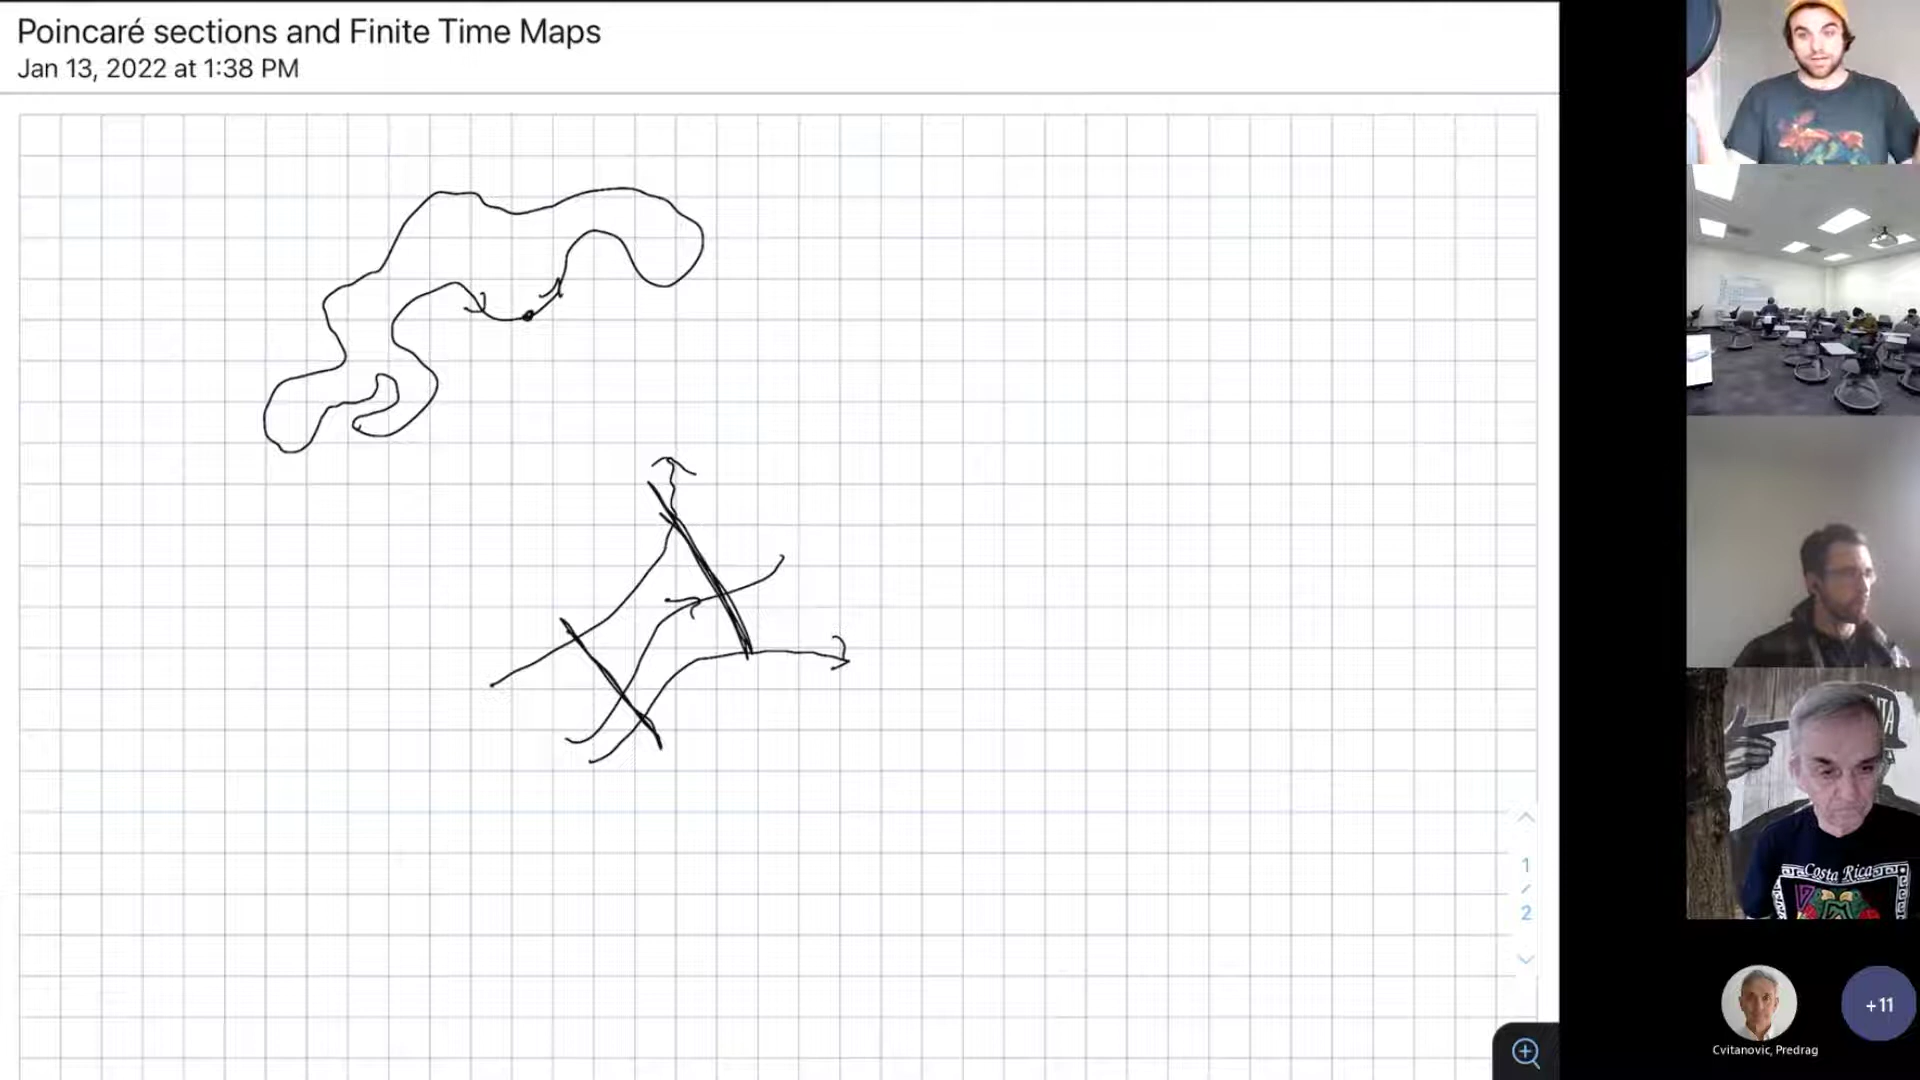 Poincaré sections and Finite Time Maps
Jan 13, 2022 at 1:38 PM
1
/
2
Costa Rica
Cvitanovic, Predrag
+11